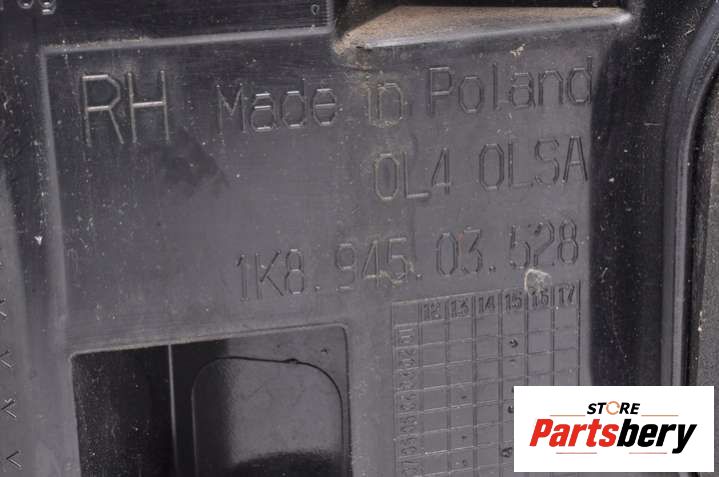 RH Made in Poland
0L4 0LSA
1K8.945.03.528
12 13 14 15 16 17
STORE
Partsbery